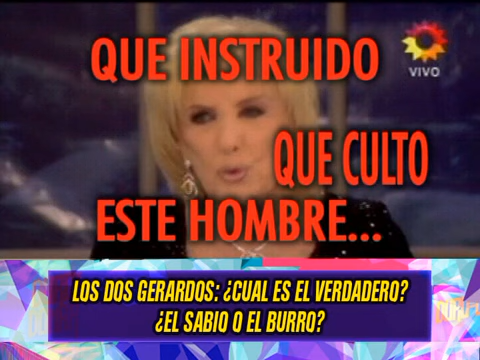 QUE INSTRUIDO
VIVO
QUE CULTO
ESTE HOMBRE...
LOS DOS GERARDOS: ¿CUAL ES EL VERDADERO?
¿EL SABIO O EL BURRO?